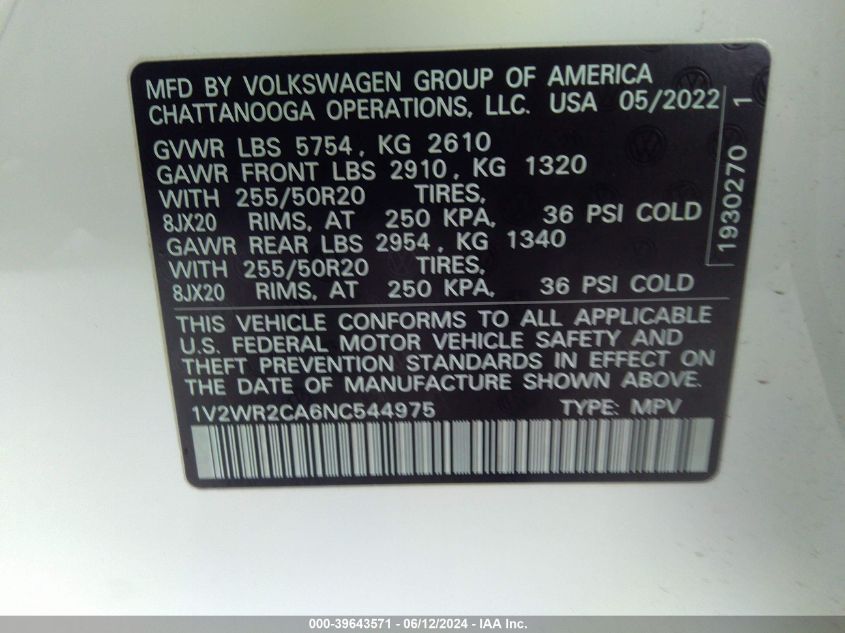 MFD BY VOLKSWAGEN GROUP OF AMERICA
CHATTANOOGA OPERATIONS, LLC. USA 05/2022
GVWR LBS 5754, KG 2610
GAWR FRONT LBS 2910, KG 1320
WITH 255/50R20 TIRES,
8JX20 RIMS, AT 250 KPA, 36 PSI COLD
GAWR REAR LBS 2954, KG 1340
WITH 255/50R20 TIRES,
8JX20 RIMS, AT 250 KPA, 36 PSI COLD
1930270 1
THIS VEHICLE CONFORMS TO ALL APPLICABLE
U.S. FEDERAL MOTOR VEHICLE SAFETY AND
THEFT PREVENTION STANDARDS IN EFFECT ON
THE DATE OF MANUFACTURE SHOWN ABOVE.
1V2WR2CA6NC544975 TYPE: MPV
000-39643571 - 06/12/2024 - IAA Inc.